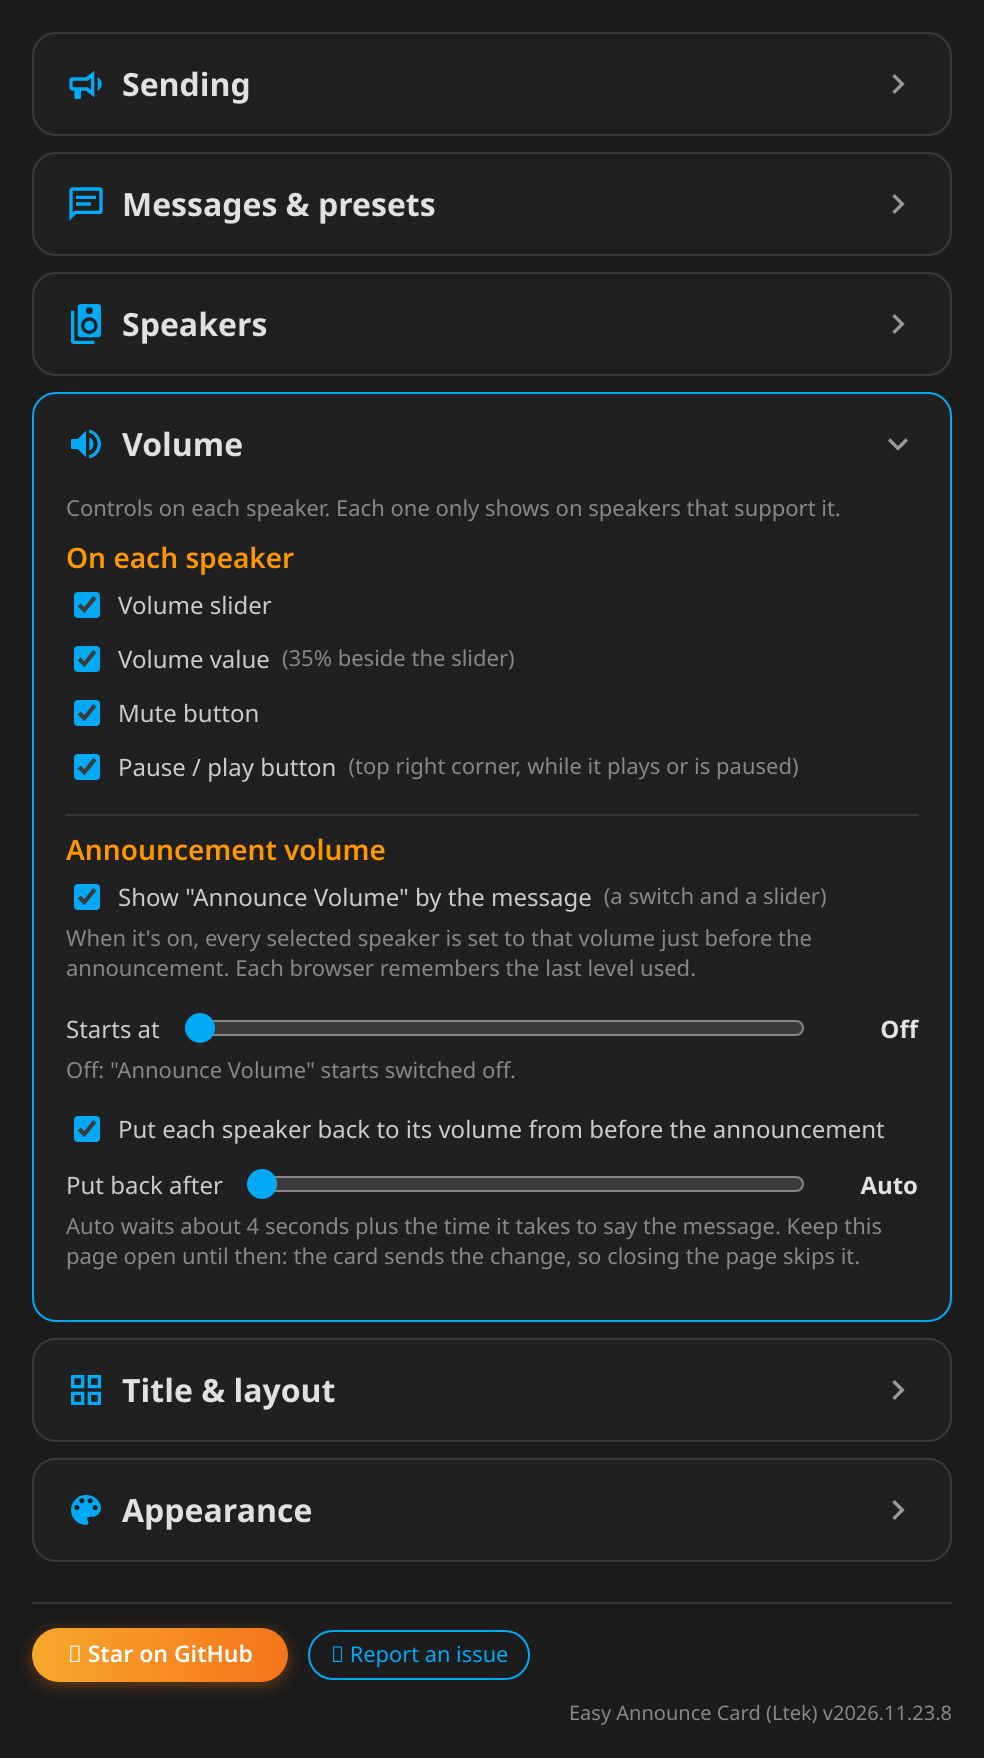 Sending
Messages & presets
Speakers
Volume
Controls on each speaker. Each one only shows on speakers that support it.
On each speaker
Volume slider
Volume value (35% beside the slider)
Mute button
Pause / play button (top right corner, while it plays or is paused)
Announcement volume
Show "Announce Volume" by the message (a switch and a slider)
When it's on, every selected speaker is set to that volume just before the
announcement. Each browser remembers the last level used.
Starts at Off
Off: "Announce Volume" starts switched off.
Put each speaker back to its volume from before the announcement
Put back after Auto
Auto waits about 4 seconds plus the time it takes to say the message. Keep this
page open until then: the card sends the change, so closing the page skips it.
Title & layout
Appearance
Star on GitHub Report an issue
Easy Announce Card (Ltek) v2026.11.23.8